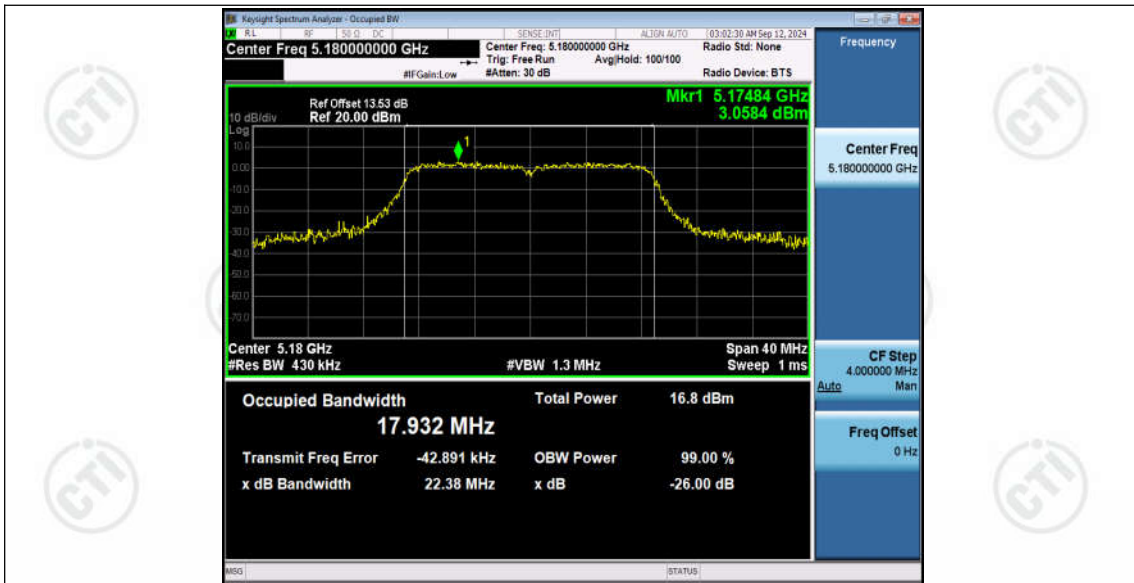 Keysight Spectrum Analyzer - Occupied BW
RL RF 50 Ω DC SENSE:INT ALIGN AUTO 03:02:30 AM Sep 12, 2024
Center Freq 5.180000000 GHz
Center Freq: 5.180000000 GHz
Radio Std: None
Trig: Free Run Avg|Hold: 100/100
#IFGain:Low
#Atten: 30 dB
Radio Device: BTS
Frequency
Mkr1 5.17484 GHz
3.0584 dBm
Ref Offset 13.53 dB
10 dB/div Ref 20.00 dBm
Log
10.0
0.00
-10.0
-20.0
-30.0
-40.0
-50.0
-60.0
-70.0
1
Center 5.18 GHz Span 40 MHz
#Res BW 430 kHz #VBW 1.3 MHz Sweep 1 ms
Occupied Bandwidth Total Power 16.8 dBm
17.932 MHz
Transmit Freq Error -42.891 kHz OBW Power 99.00 %
x dB Bandwidth 22.38 MHz x dB -26.00 dB
Center Freq
5.180000000 GHz
CF Step
4.000000 MHz
Auto Man
Freq Offset
0 Hz
MSG STATUS
CTI
CTI
CTI
CTI